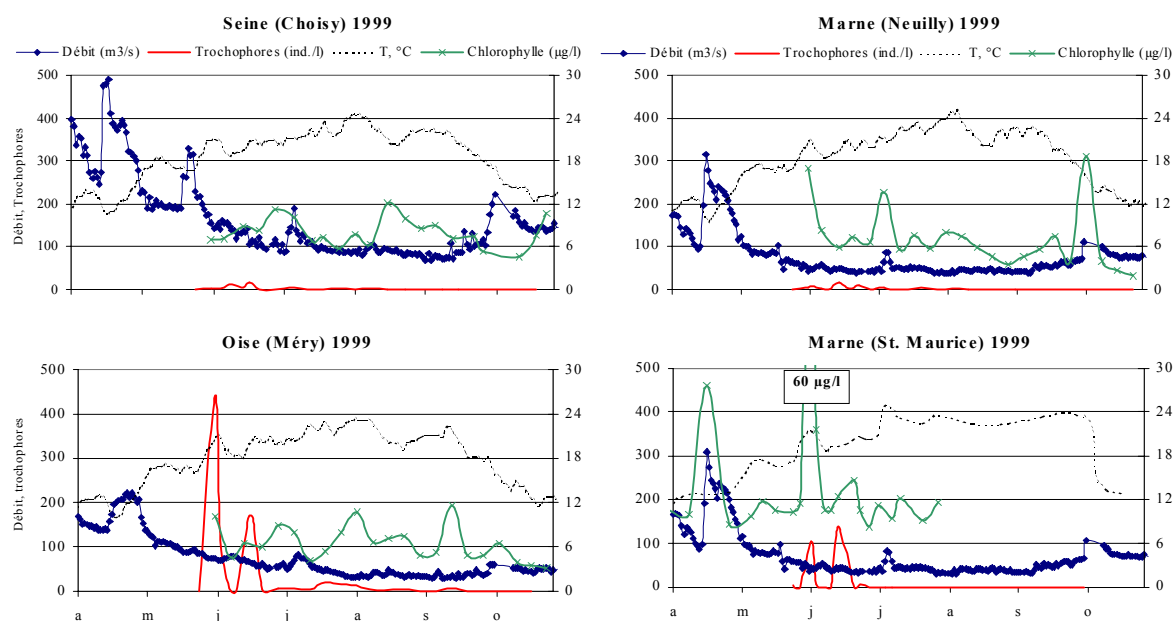 Seine (Choisy) 1999
Débit (m3/s) Trochophores (ind./l) T, °C Chlorophylle (µg/l)
500 30
400 24
300 18
200 12
100 6
0 0
Débit, Trochophores
Marne (Neuilly) 1999
Débit (m3/s) Trochophores (ind./l) T, °C Chlorophylle (µg/l)
500 30
400 24
300 18
200 12
100 6
0 0
Oise (Méry) 1999
500 30
400 24
300 18
200 12
100 6
0 0
Débit, trochophores
a m j j a s o
Marne (St. Maurice) 1999
60 µg/l
500 30
400 24
300 18
200 12
100 6
0 0
a m j j a s o